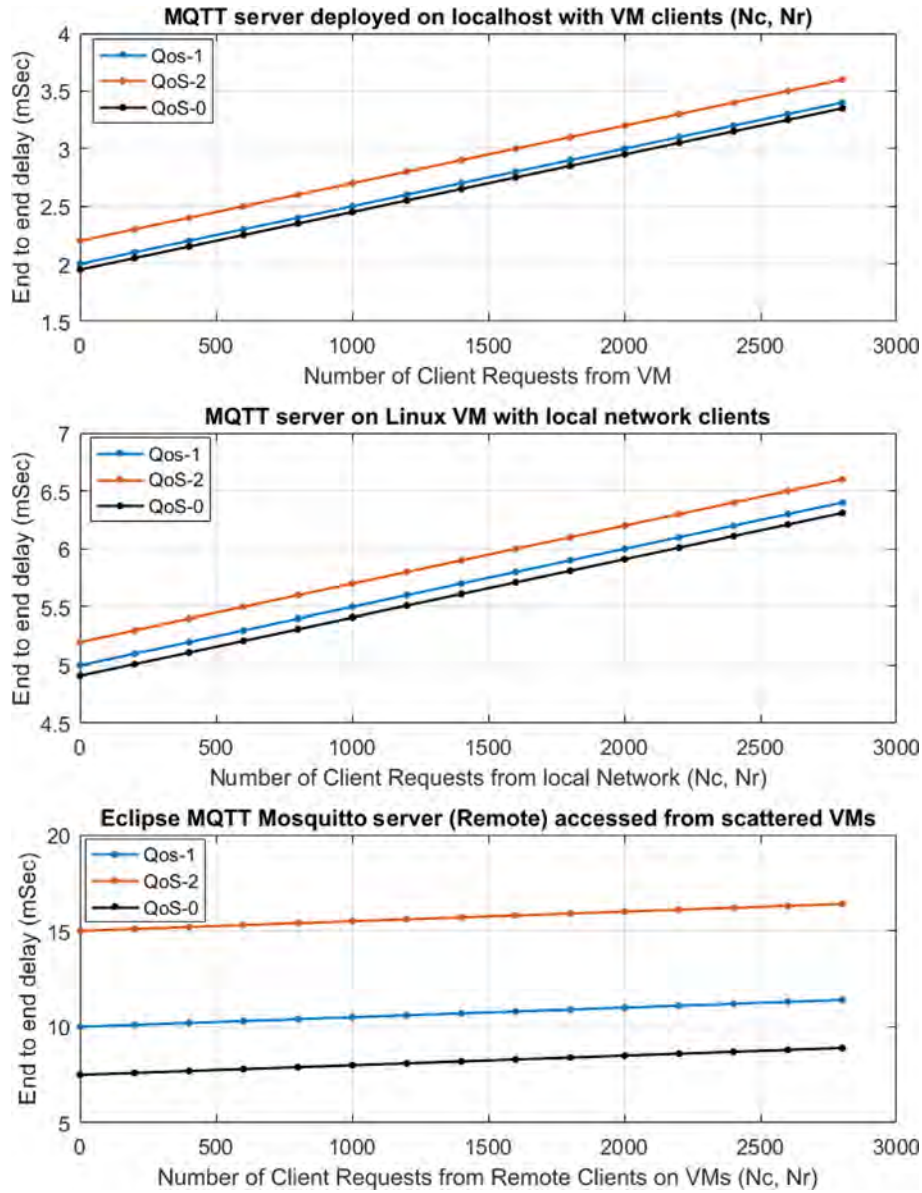 MQTT server deployed on localhost with VM clients (Nc, Nr)
End to end delay (mSec)
4
3.5
3
2.5
2
1.5
Qos-1
QoS-2
QoS-0
0 500 1000 1500 2000 2500 3000
Number of Client Requests from VM
MQTT server on Linux VM with local network clients
End to end delay (mSec)
7
6.5
6
5.5
5
4.5
Qos-1
QoS-2
QoS-0
0 500 1000 1500 2000 2500 3000
Number of Client Requests from local Network (Nc, Nr)
Eclipse MQTT Mosquitto server (Remote) accessed from scattered VMs
End to end delay (mSec)
20
15
10
5
Qos-1
QoS-2
QoS-0
0 500 1000 1500 2000 2500 3000
Number of Client Requests from Remote Clients on VMs (Nc, Nr)